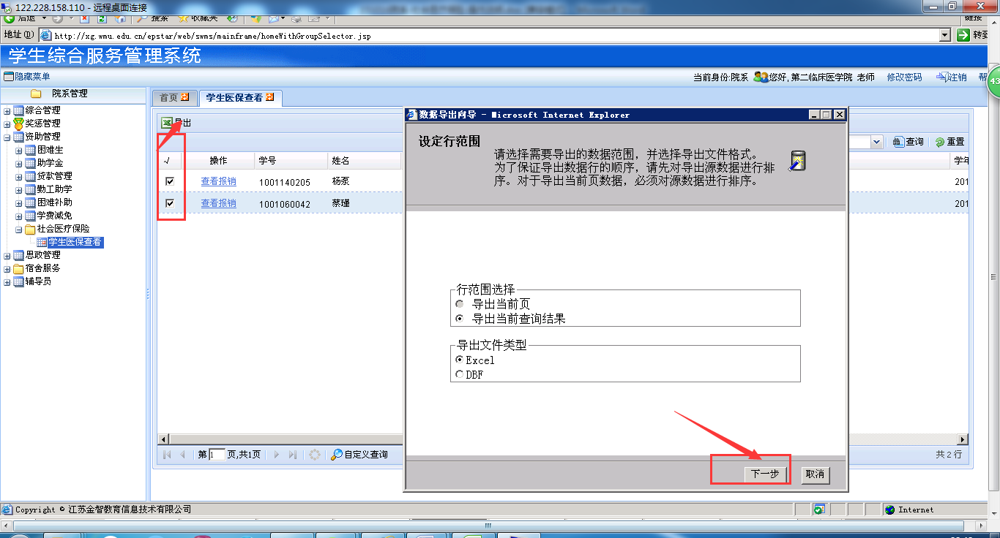 122.228.158.110 - 远程桌面连接
后退 搜索 收藏夹 链接
地址(D) http://xg.wmu.edu.cn/epstar/web/swms/mainframe/homeWithGroupSelector.jsp 转到
学生综合服务管理系统
隐藏菜单 当前身份:院系 您好, 第二临床医学院 老师 修改密码 注销 帮
43
院系管理
首页 学生医保查看
综合管理
奖惩管理
资助管理
困难生
助学金
贷款管理
勤工助学
困难补助
学费减免
社会医疗保险
学生医保查看
思政管理
宿舍服务
辅导员
导出
查询 重置
√ 操作 学号 姓名 学年
查看报销 1001140205 杨泵 201
查看报销 1001060042 蔡瑾 201
数据导出向导 - Microsoft Internet Explorer
设定行范围
请选择需要导出的数据范围，并选择导出文件格式。
为了保证导出数据行的顺序，请先对导出源数据进行排
序。对于导出当前页数据，必须对源数据进行排序。
行范围选择
导出当前页
导出当前查询结果
导出文件类型
Excel
DBF
下一步 取消
第 1 页,共1页 自定义查询 共 2 行
Copyright © 江苏金智教育信息技术有限公司 Internet